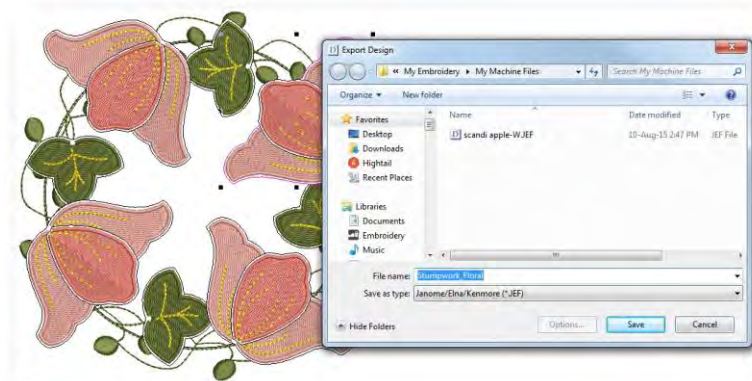 Export Design
« My Embroidery ▸ My Machine Files
Search My Machine Files
Organize
New folder
Name
Date modified
Type
Favorites
Desktop
Downloads
Hightail
Recent Places
Libraries
Documents
Embroidery
Music
scandi apple-WJEF
10-Aug-15 2:47 PM
JEF File
File name: Stumpwork_Floral
Save as type: Janome/Elna/Kenmore (*.JEF)
Hide Folders
Options...
Save
Cancel